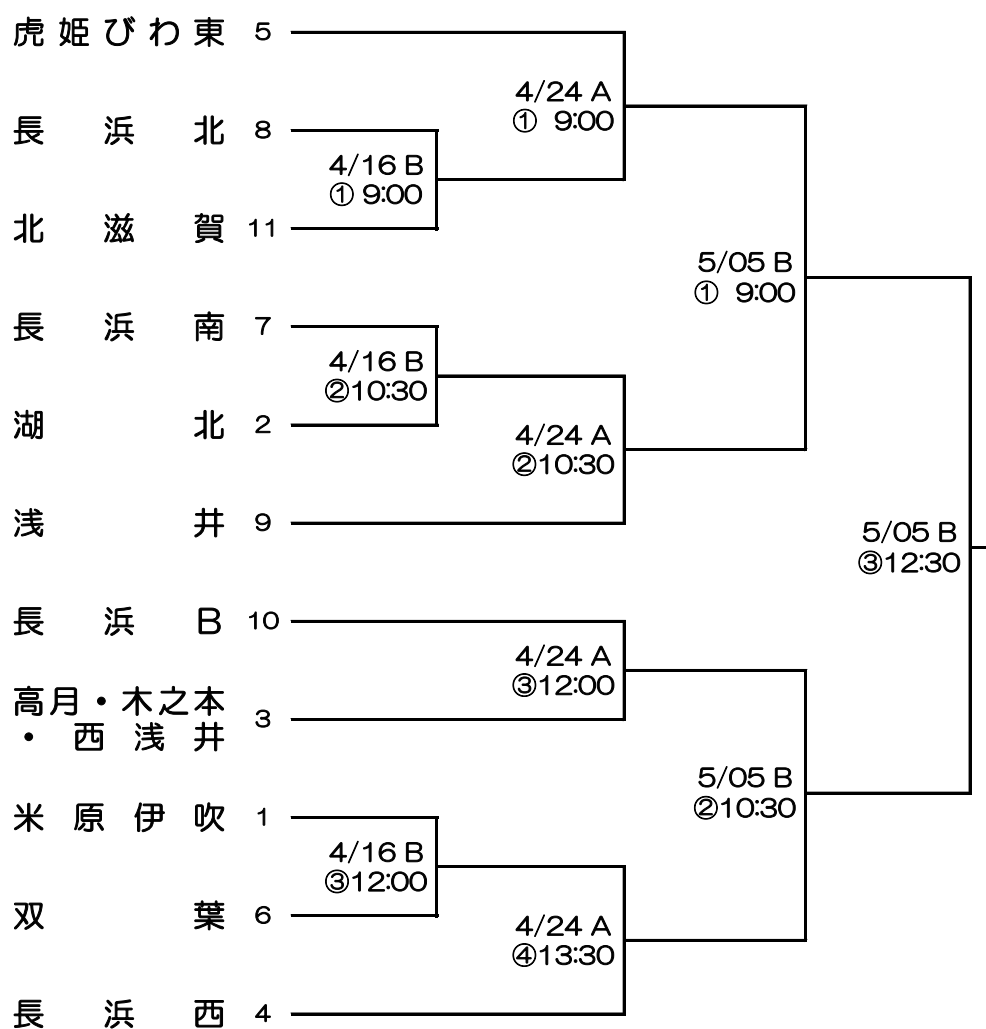 虎姫びわ東 5
4/24 A
① 9:00
長浜北 8
4/16 B
① 9:00
北滋賀 11
5/05 B
① 9:00
長浜南 7
4/16 B
②10:30
湖北 2
4/24 A
②10:30
浅井 9
5/05 B
③12:30
長浜B 10
4/24 A
③12:00
高月・木之本
・西浅井 3
5/05 B
②10:30
米原伊吹 1
4/16 B
③12:00
双葉 6
4/24 A
④13:30
長浜西 4